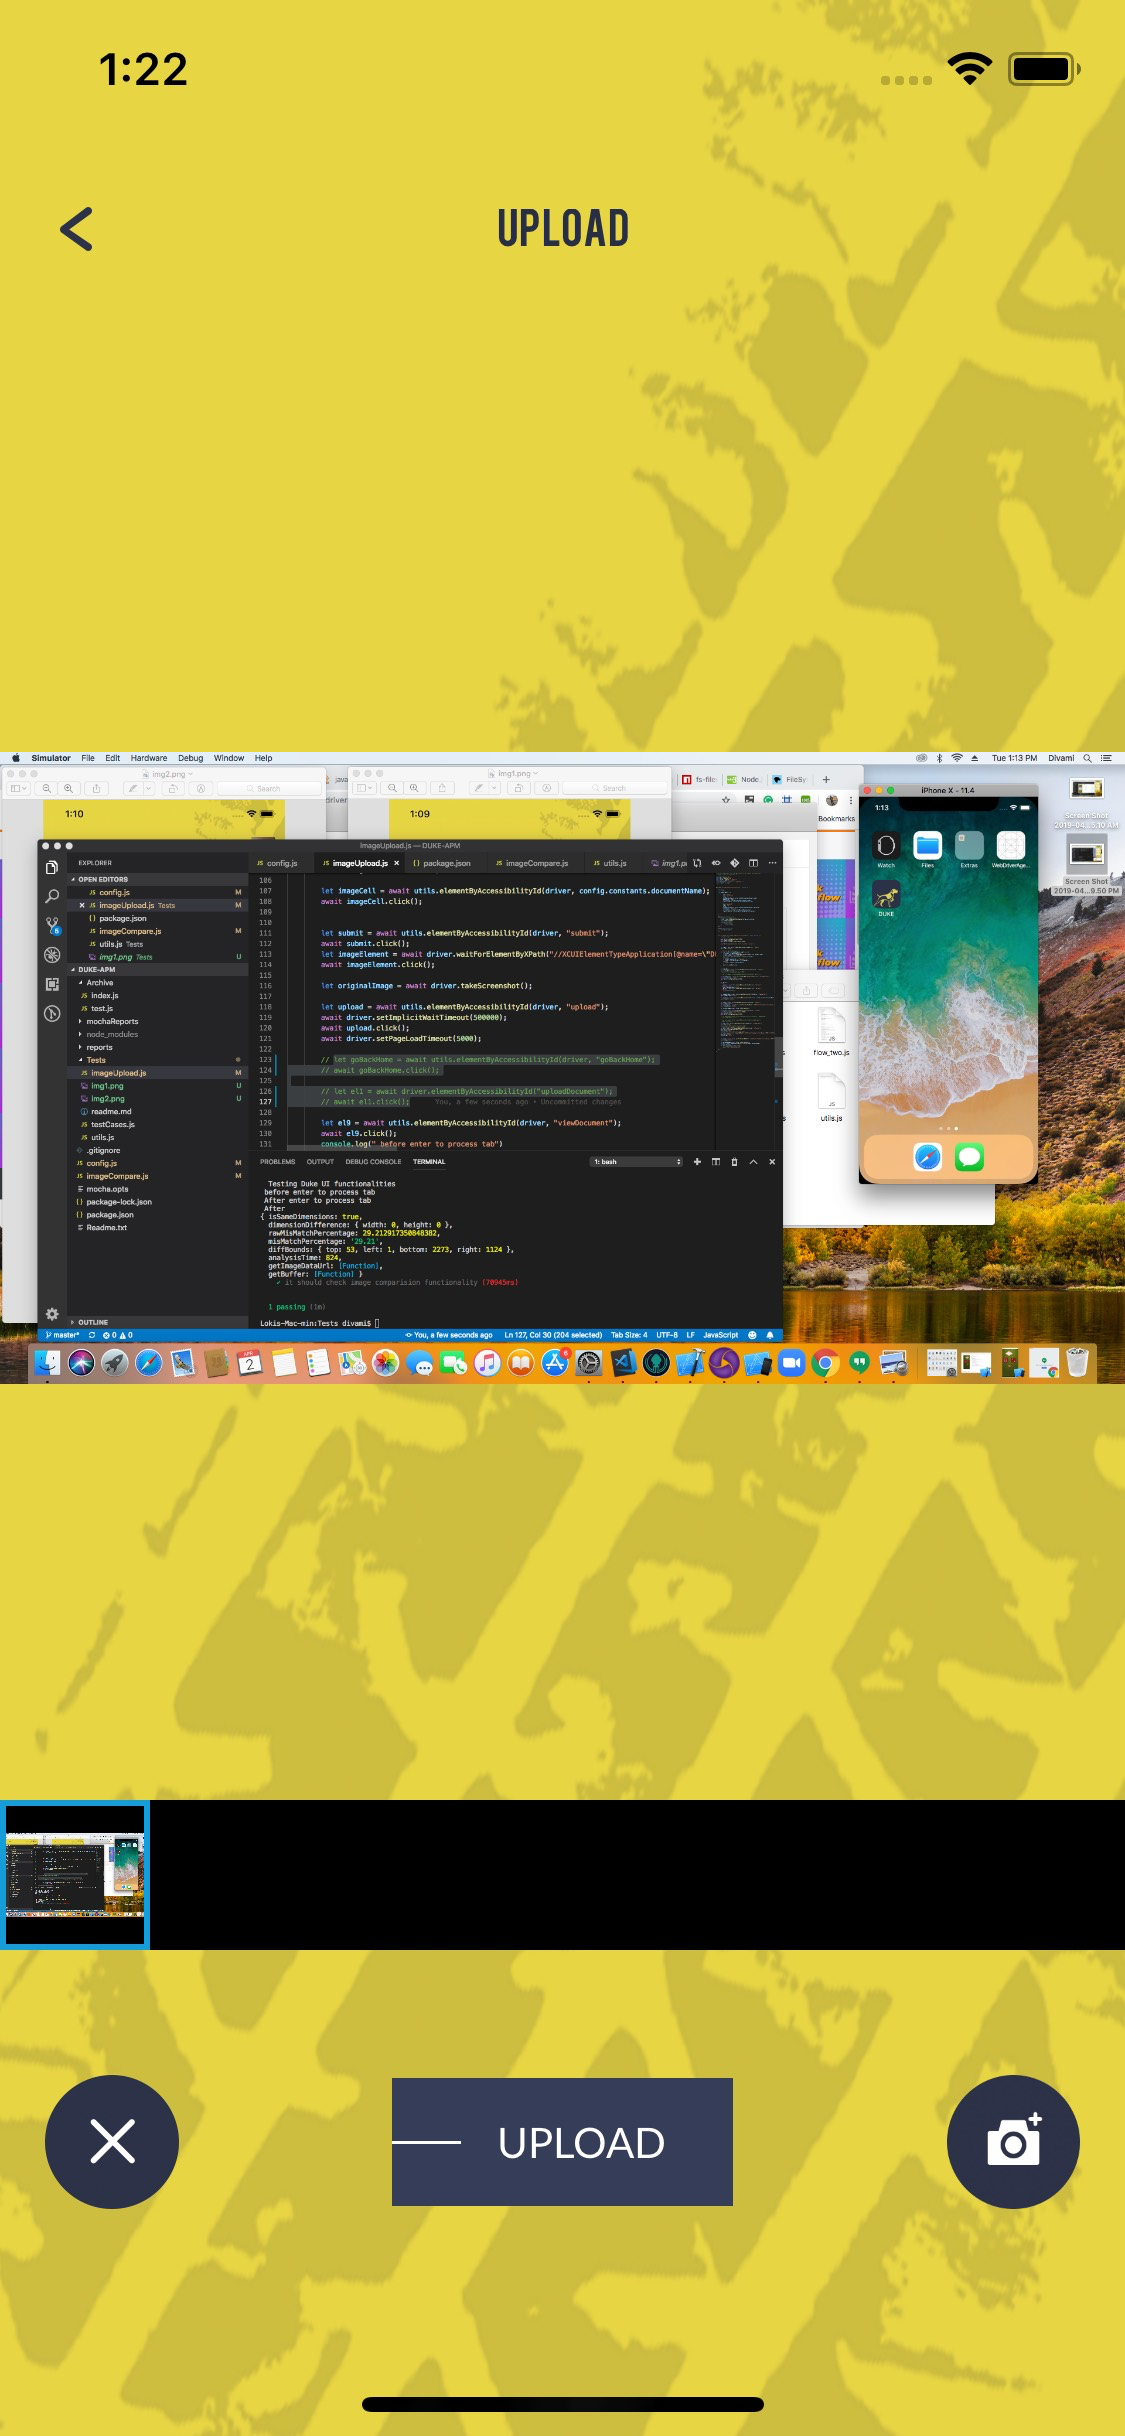 1:22
UPLOAD
Simulator File Edit Hardware Debug Window Help
Tue 1:13 PM Divami
img2.png
img1.png
Search
Search
java
fs-film
Node.
FileSy
driver
Bookmarks
1:10
1:09
imageUpload.js — DUKE-APM
EXPLORER
config.js
imageUpload.js
package.json
imageCompare.js
utils.js
OPEN EDITORS
config.js M
imageUpload.js Tests M
package.json
imageCompare.js M
utils.js Tests
img1.png Tests U
DUKE-APM
Archive
index.js
test.js
mochaReports
node_modules
reports
Tests
imageUpload.js M
img1.png U
img2.png U
readme.md
testCases.js
utils.js
.gitignore
config.js M
imageCompare.js M
mocha.opts
package-lock.json
package.json
Readme.txt
OUTLINE
106
107 let imageCell = await utils.elementByAccessibilityId(driver, config.constants.documentName);
108 await imageCell.click();
109
110
111 let submit = await utils.elementByAccessibilityId(driver, "submit");
112 await submit.click();
113 let imageElement = await driver.waitForElementByXPath("//XCUIElementTypeApplication[@name=\"D
114 await imageElement.click();
115
116 let originalImage = await driver.takeScreenshot();
117
118 let upload = await utils.elementByAccessibilityId(driver, "upload");
119 await driver.setImplicitWaitTimeout(500000);
120 await upload.click();
121 await driver.setPageLoadTimeout(5000);
122
123 // let goBackHome = await utils.elementByAccessibilityId(driver, "goBackHome");
124 // await goBackHome.click();
125
126 // let el1 = await driver.elementByAccessibilityId("uploadDocument");
127 // await el1.click(); You, a few seconds ago • Uncommitted changes
128
129 let el9 = await utils.elementByAccessibilityId(driver, "viewDocument");
130 await el9.click();
131 console.log(" before enter to process tab")
PROBLEMS OUTPUT DEBUG CONSOLE TERMINAL
1: bash
Testing Duke UI functionalities
before enter to process tab
After enter to process tab
After
{ isSameDimensions: true,
dimensionDifference: { width: 0, height: 0 },
rawMisMatchPercentage: 29.212917350848382,
misMatchPercentage: '29.21',
diffBounds: { top: 53, left: 1, bottom: 2273, right: 1124 },
analysisTime: 824,
getImageDataUrl: [Function],
getBuffer: [Function] }
✓ it should check image comparision functionality (70945ms)
1 passing (1m)
Lokis-Mac-min:Tests divami$
master* 0 0
You, a few seconds ago Ln 127, Col 30 (204 selected) Tab Size: 4 UTF-8 LF JavaScript
iPhone X - 11.4
1:13
Watch Files Extras WebDriverAge...
DUKE
Screen Shot
2019-04...5.10 AM
Screen Shot
2019-04...9.50 PM
flow
flow
flow_two.js
utils.js
APR
2
6
UPLOAD